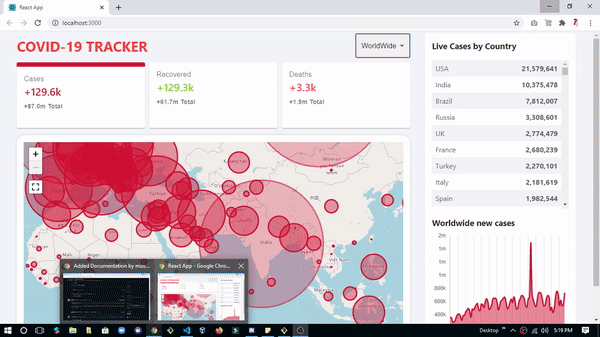 React App
localhost:3000
COVID-19 TRACKER
WorldWide
Cases
+129.6k
+87.0m Total
Recovered
+129.3k
+61.7m Total
Deaths
+3.3k
+1.9m Total
Live Cases by Country
USA 21,579,641
India 10,375,478
Brazil 7,812,007
Russia 3,308,601
UK 2,774,479
France 2,680,239
Turkey 2,270,101
Italy 2,181,619
Spain 1,982,544
Worldwide new cases
2m
2m
1m
800k
600k
400k
+
−
Türkiye
India
Mali
Added Documentation by mus...
React App - Google Chro...
Desktop
5:19 PM